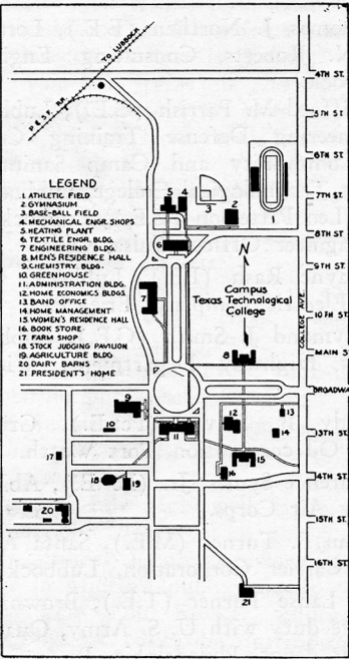 TO LUBBOCK
P. & S.F. RR
4TH ST.
5TH ST.
6TH ST.
7TH ST.
8TH ST.
9TH ST.
10TH ST.
MAIN S
BROADWA
13TH ST.
14TH ST.
15TH ST.
16TH ST.
COLLEGE AVE.
LEGEND
1. ATHLETIC FIELD
2. GYMNASIUM
3. BASE-BALL FIELD
4. MECHANICAL ENGR. SHOPS
5. HEATING PLANT
6. TEXTILE ENGR. BLDG.
7. ENGINEERING BLDG.
8. MEN'S RESIDENCE HALL
9. CHEMISTRY BLDG.
10. GREENHOUSE
11. ADMINISTRATION BLDG.
12. HOME ECONOMICS BLDG.
13. BAND OFFICE
14. HOME MANAGEMENT
15. WOMEN'S RESIDENCE HALL
16. BOOK STORE
17. FARM SHOP
18. STOCK JUDGING PAVILION
19. AGRICULTURE BLDG.
20. DAIRY BARNS
21. PRESIDENT'S HOME
N
Campus
Texas Technological
College
1
2
3
4
5
6
7
8
9
10
11
12
13
14
15
16
17
18
19
20
21